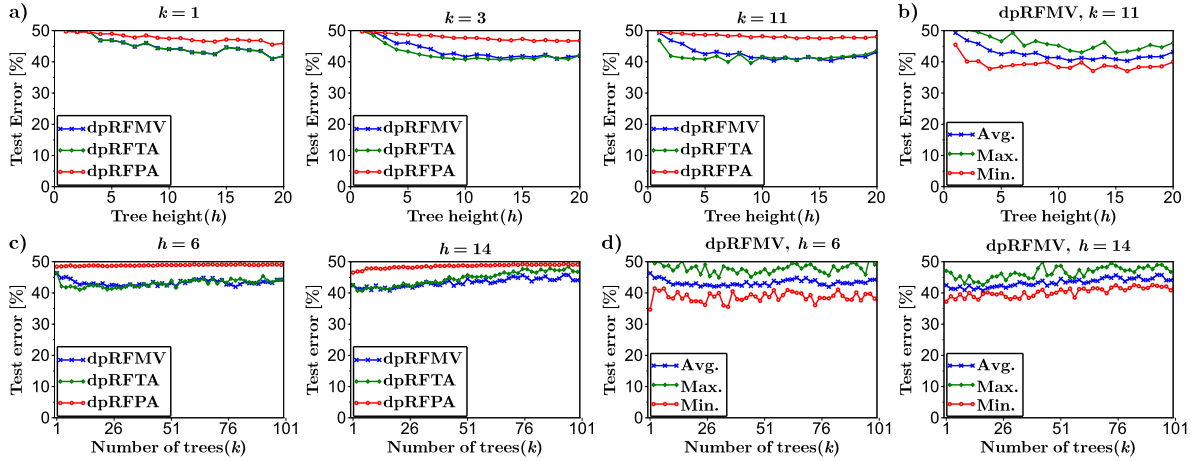 a)
k = 1
50
40
30
20
10
0
Test Error [%]
dpRFMV
dpRFTA
dpRFPA
5 10 15 20
Tree height(h)
k = 3
50
40
30
20
10
0
Test Error [%]
dpRFMV
dpRFTA
dpRFPA
0 5 10 15 20
Tree height(h)
k = 11
50
40
30
20
10
0
Test Error [%]
dpRFMV
dpRFTA
dpRFPA
0 5 10 15 20
Tree height(h)
b)
dpRFMV, k = 11
50
40
30
20
10
0
Test Error [%]
Avg.
Max.
Min.
0 5 10 15 20
Tree height(h)
c)
h = 6
50
40
30
20
10
0
Test error [%]
dpRFMV
dpRFTA
dpRFPA
1 26 51 76 101
Number of trees(k)
h = 14
50
40
30
20
10
0
Test error [%]
dpRFMV
dpRFTA
dpRFPA
1 26 51 76 101
Number of trees(k)
d)
dpRFMV, h = 6
50
40
30
20
10
0
Test error [%]
Avg.
Max.
Min.
1 26 51 76 101
Number of trees(k)
dpRFMV, h = 14
50
40
30
20
10
0
Test error [%]
Avg.
Max.
Min.
1 26 51 76 101
Number of trees(k)